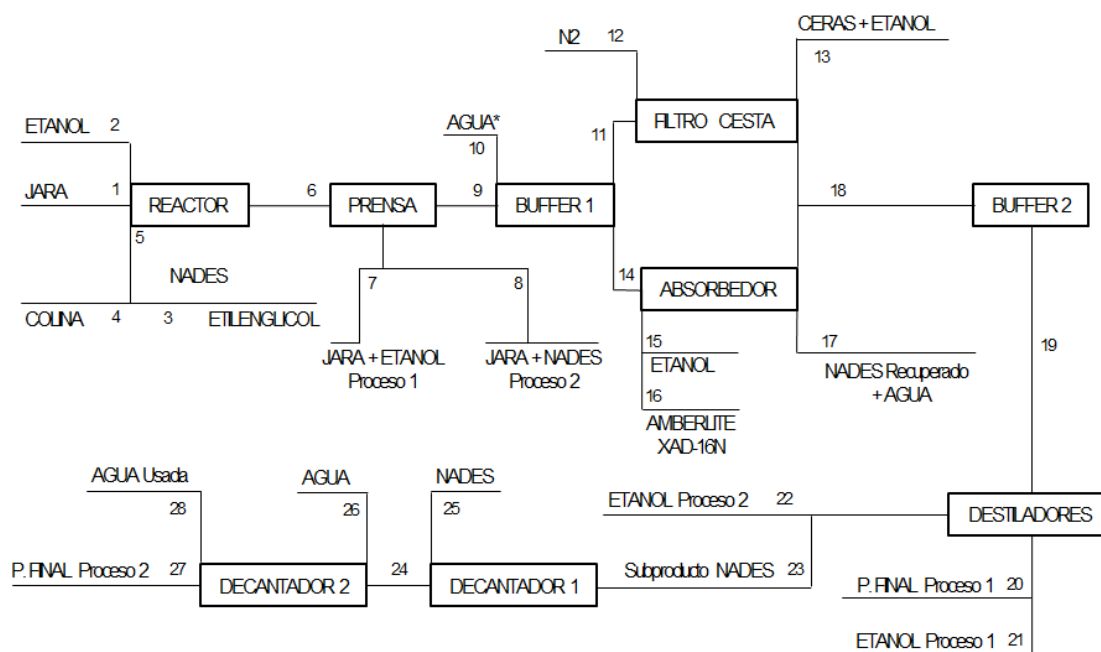 CERAS + ETANOL
N2 12
13
ETANOL 2
AGUA*
10
11
FILTRO CESTA
JARA 1
REACTOR
6
PRENSA
9
BUFFER 1
18
BUFFER 2
5
NADES
7
8
14
ABSORBEDOR
COLINA 4 3 ETILENGLICOL
15
ETANOL
17
19
JARA + ETANOL
Proceso 1
JARA + NADES
Proceso 2
NADES Recuperado
+ AGUA
16
AMBERLITE
XAD-16N
AGUA Usada
28
AGUA
26
NADES
25
ETANOL Proceso 2 22
DESTILADORES
P. FINAL Proceso 2 27
DECANTADOR 2
24
DECANTADOR 1
Subproducto NADES 23
P. FINAL Proceso 1 20
ETANOL Proceso 1 21